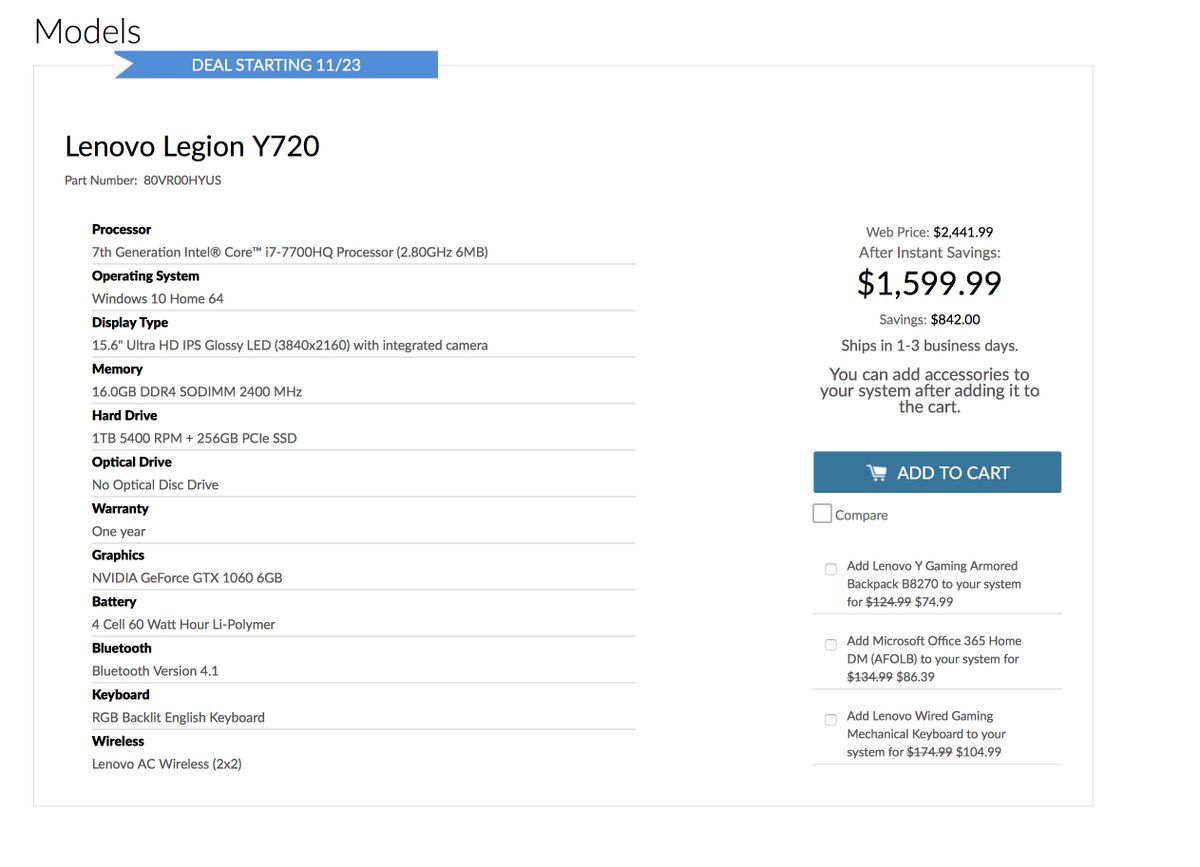 Models
DEAL STARTING 11/23
Lenovo Legion Y720
Part Number: 80VR00HYUS
Processor
7th Generation Intel® Core™ i7-7700HQ Processor (2.80GHz 6MB)
Operating System
Windows 10 Home 64
Display Type
15.6" Ultra HD IPS Glossy LED (3840x2160) with integrated camera
Memory
16.0GB DDR4 SODIMM 2400 MHz
Hard Drive
1TB 5400 RPM + 256GB PCIe SSD
Optical Drive
No Optical Disc Drive
Warranty
One year
Graphics
NVIDIA GeForce GTX 1060 6GB
Battery
4 Cell 60 Watt Hour Li-Polymer
Bluetooth
Bluetooth Version 4.1
Keyboard
RGB Backlit English Keyboard
Wireless
Lenovo AC Wireless (2x2)
Web Price: $2,441.99
After Instant Savings:
$1,599.99
Savings: $842.00
Ships in 1-3 business days.
You can add accessories to
your system after adding it to
the cart.
ADD TO CART
Compare
Add Lenovo Y Gaming Armored
Backpack B8270 to your system
for $124.99 $74.99
Add Microsoft Office 365 Home
DM (AFOLB) to your system for
$134.99 $86.39
Add Lenovo Wired Gaming
Mechanical Keyboard to your
system for $174.99 $104.99